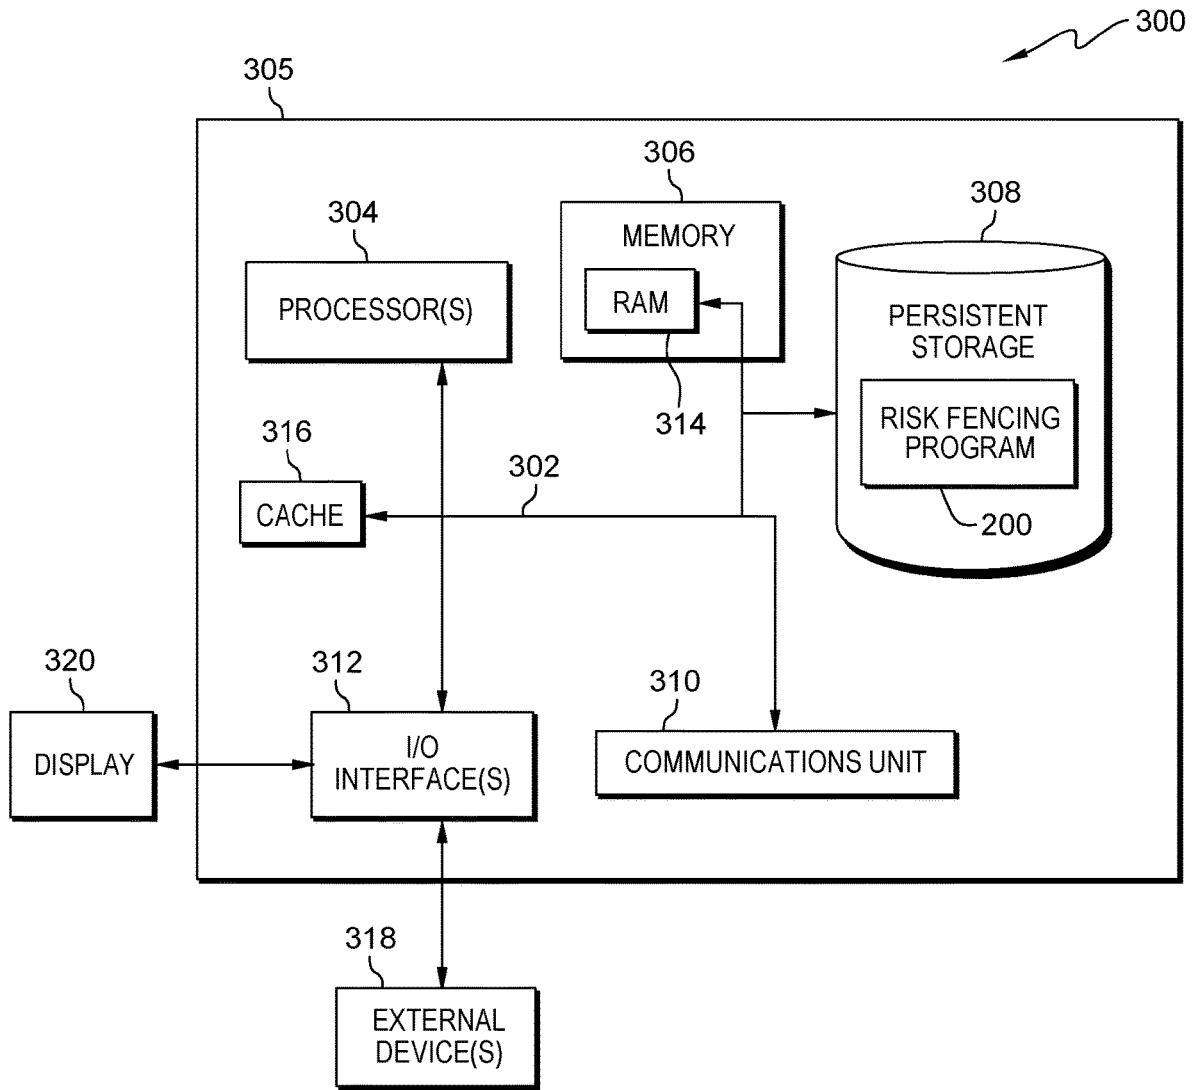 300
305
306
MEMORY
RAM
314
304
PROCESSOR(S)
308
PERSISTENT
STORAGE
RISK FENCING
PROGRAM
200
316
CACHE
302
320
DISPLAY
312
I/O
INTERFACE(S)
310
COMMUNICATIONS UNIT
318
EXTERNAL
DEVICE(S)